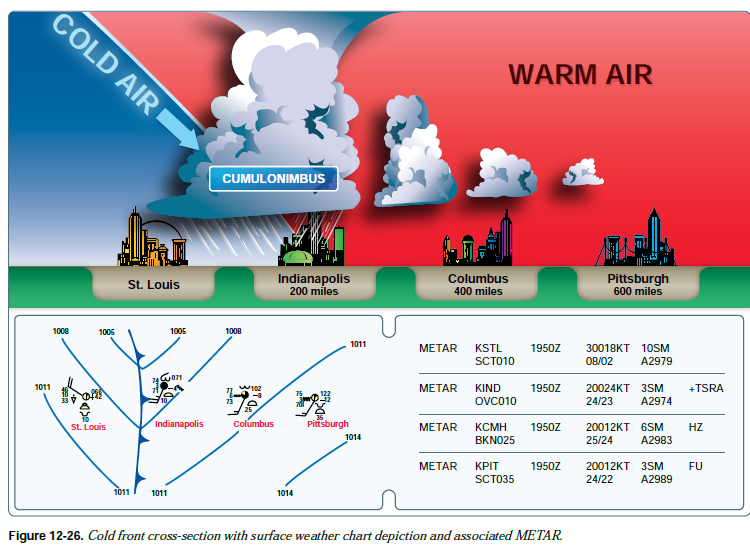 COLD AIR
WARM AIR
CUMULONIMBUS
St. Louis
Indianapolis
200 miles
Columbus
400 miles
Pittsburgh
600 miles
1008
1005
1005
1008
1011
1011
46
10
33
066
+42
10
St. Louis
74
71
071
10
Indianapolis
77
6
73
102
-8
25
Columbus
75
3
70
122
-12
35
Pittsburgh
1014
1011
1011
1014
METAR KSTL 1950Z 30018KT 10SM
SCT010 08/02 A2979
METAR KIND 1950Z 20024KT 3SM +TSRA
OVC010 24/23 A2974
METAR KCMH 1950Z 20012KT 6SM HZ
BKN025 25/24 A2983
METAR KPIT 1950Z 20012KT 3SM FU
SCT035 24/22 A2989
Figure 12-26. Cold front cross-section with surface weather chart depiction and associated METAR.